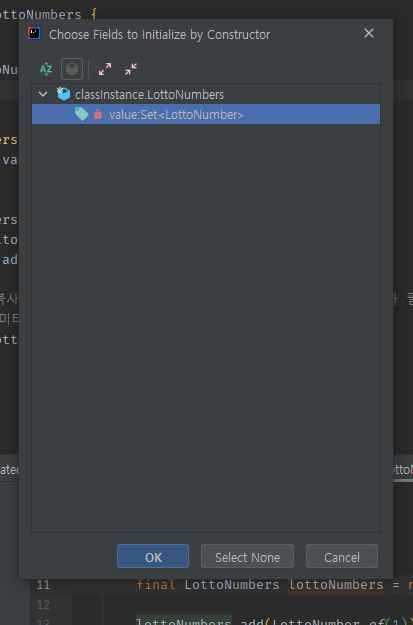 ottoNumbers {
Choose Fields to Initialize by Constructor
classInstance.LottoNumbers
value:Set<LottoNumber>
OK
Select None
Cancel
11
final LottoNumbers lottoNumbers =
12
lottoNumbers.add(LottoNumber.of(1))